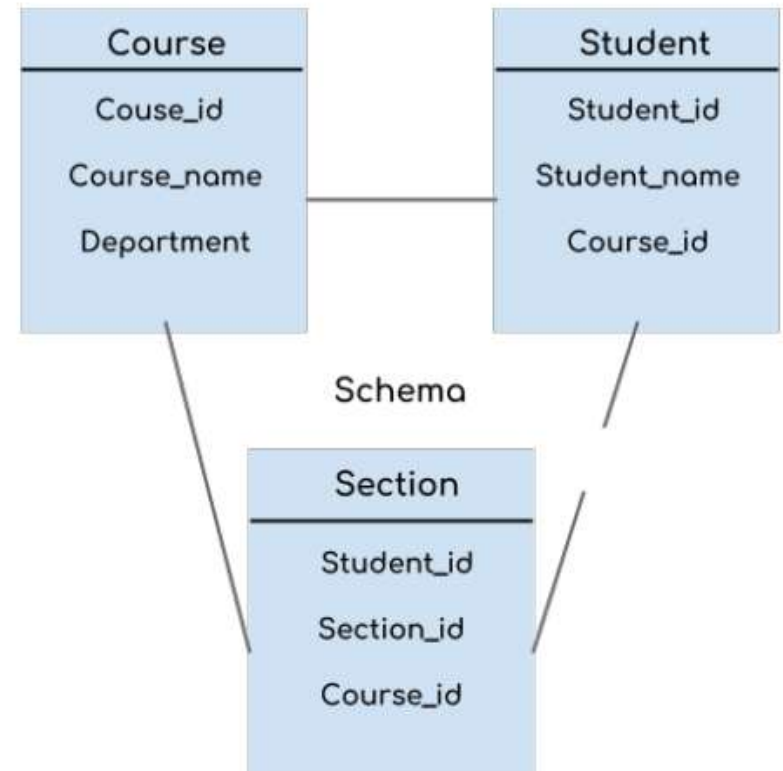 Course
Couse_id
Course_name
Department
Student
Student_id
Student_name
Course_id
Schema
Section
Student_id
Section_id
Course_id